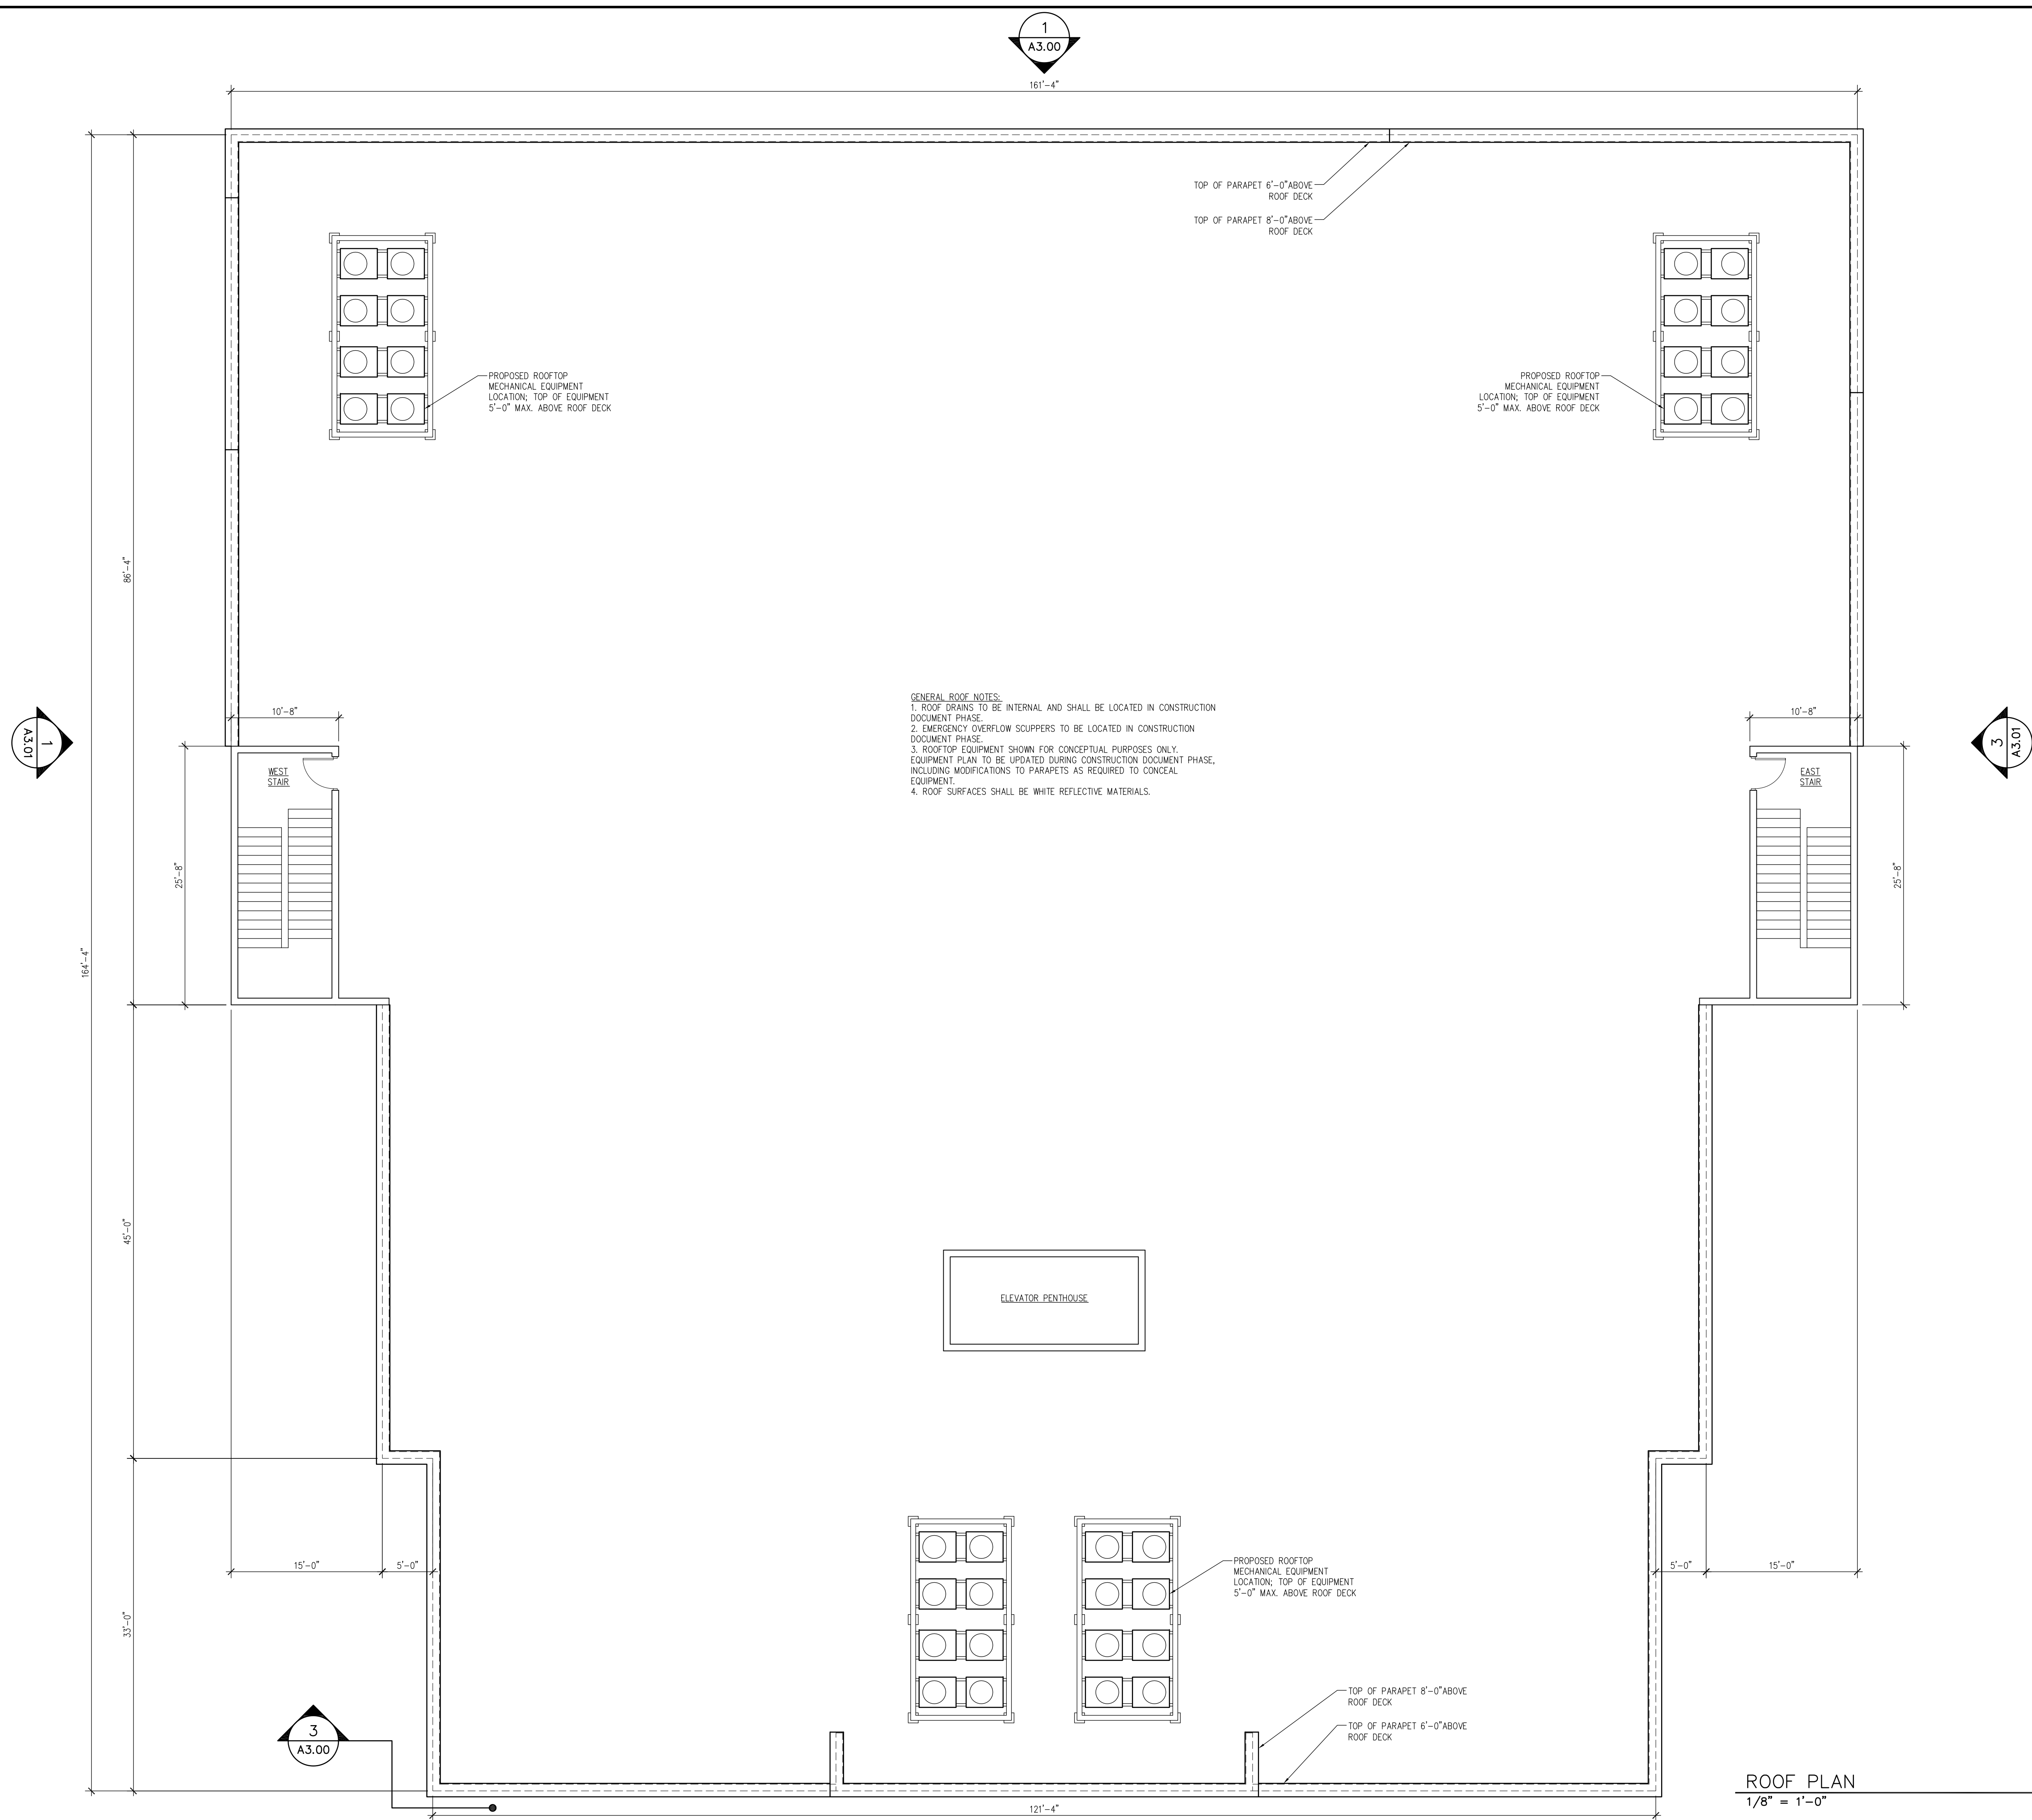 1
A3.00
161'-4"
TOP OF PARAPET 6'-0"ABOVE
ROOF DECK
TOP OF PARAPET 8'-0"ABOVE
ROOF DECK
PROPOSED ROOFTOP
MECHANICAL EQUIPMENT
LOCATION; TOP OF EQUIPMENT
5'-0" MAX. ABOVE ROOF DECK
PROPOSED ROOFTOP
MECHANICAL EQUIPMENT
LOCATION; TOP OF EQUIPMENT
5'-0" MAX. ABOVE ROOF DECK
86'-4"
GENERAL ROOF NOTES:
1. ROOF DRAINS TO BE INTERNAL AND SHALL BE LOCATED IN CONSTRUCTION
DOCUMENT PHASE.
2. EMERGENCY OVERFLOW SCUPPERS TO BE LOCATED IN CONSTRUCTION
DOCUMENT PHASE.
3. ROOFTOP EQUIPMENT SHOWN FOR CONCEPTUAL PURPOSES ONLY.
EQUIPMENT PLAN TO BE UPDATED DURING CONSTRUCTION DOCUMENT PHASE,
INCLUDING MODIFICATIONS TO PARAPETS AS REQUIRED TO CONCEAL
EQUIPMENT.
4. ROOF SURFACES SHALL BE WHITE REFLECTIVE MATERIALS.
10'-8"
10'-8"
1
A3.01
3
A3.01
WEST
STAIR
EAST
STAIR
25'-8"
25'-8"
164'-4"
45'-0"
ELEVATOR PENTHOUSE
15'-0"
5'-0"
5'-0"
15'-0"
PROPOSED ROOFTOP
MECHANICAL EQUIPMENT
LOCATION; TOP OF EQUIPMENT
5'-0" MAX. ABOVE ROOF DECK
33'-0"
TOP OF PARAPET 8'-0"ABOVE
ROOF DECK
TOP OF PARAPET 6'-0"ABOVE
ROOF DECK
3
A3.00
121'-4"
ROOF PLAN
1/8" = 1'-0"